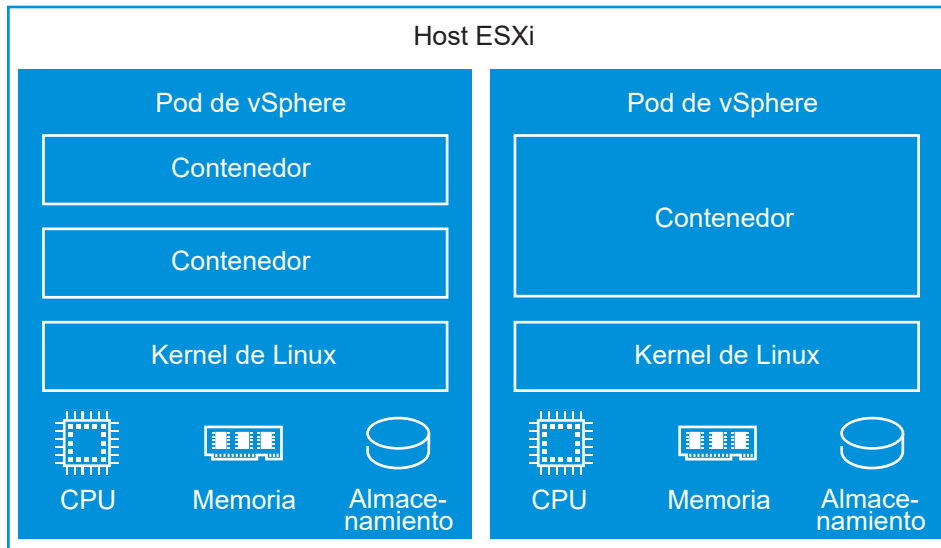 Host ESXi
Pod de vSphere
Contenedor
Contenedor
Kernel de Linux
CPU
Memoria
Almace-
namiento
Pod de vSphere
Contenedor
Kernel de Linux
CPU
Memoria
Almace-
namiento